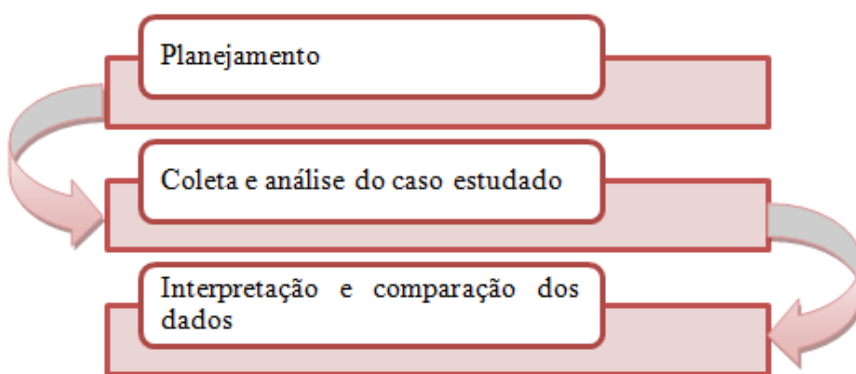 Planejamento
Coleta e análise do caso estudado
Interpretação e comparação dos
dados